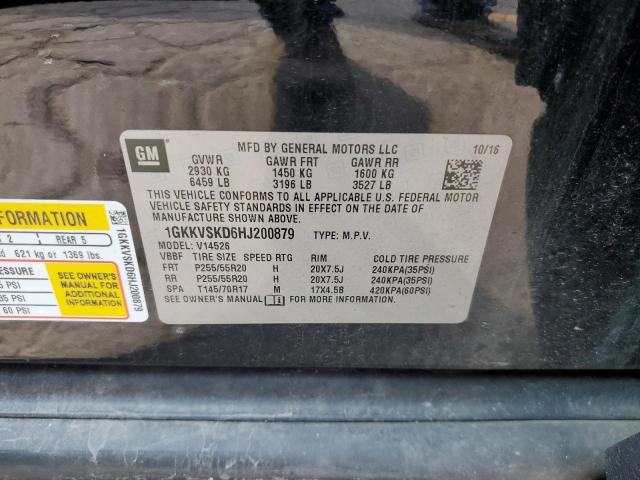 GM
MFD BY GENERAL MOTORS LLC 10/16
GVWR GAWR FRT GAWR RR
2930 KG 1450 KG 1600 KG
6459 LB 3196 LB 3527 LB
THIS VEHICLE CONFORMS TO ALL APPLICABLE U.S. FEDERAL MOTOR
VEHICLE SAFETY STANDARDS IN EFFECT ON THE DATE OF
MANUFACTURE SHOWN ABOVE.
1GKKVSKD6HJ200879 TYPE: M.P.V.
MODEL: V14526
VBBF TIRE SIZE SPEED RTG RIM COLD TIRE PRESSURE
FRT P255/55R20 H 20X7.5J 240KPA(35PSI)
RR P255/55R20 H 20X7.5J 240KPA(35PSI)
SPA T145/70R17 M 17X4.5B 420KPA(60PSI)
SEE OWNER'S MANUAL FOR MORE INFORMATION.
FORMATION
2 REAR 5
621 kg or 1369 lbs.
SEE OWNER'S
MANUAL FOR
ADDITIONAL
INFORMATION
PSI
35 PSI
60 PSI
1GKKVSKD6HJ200879